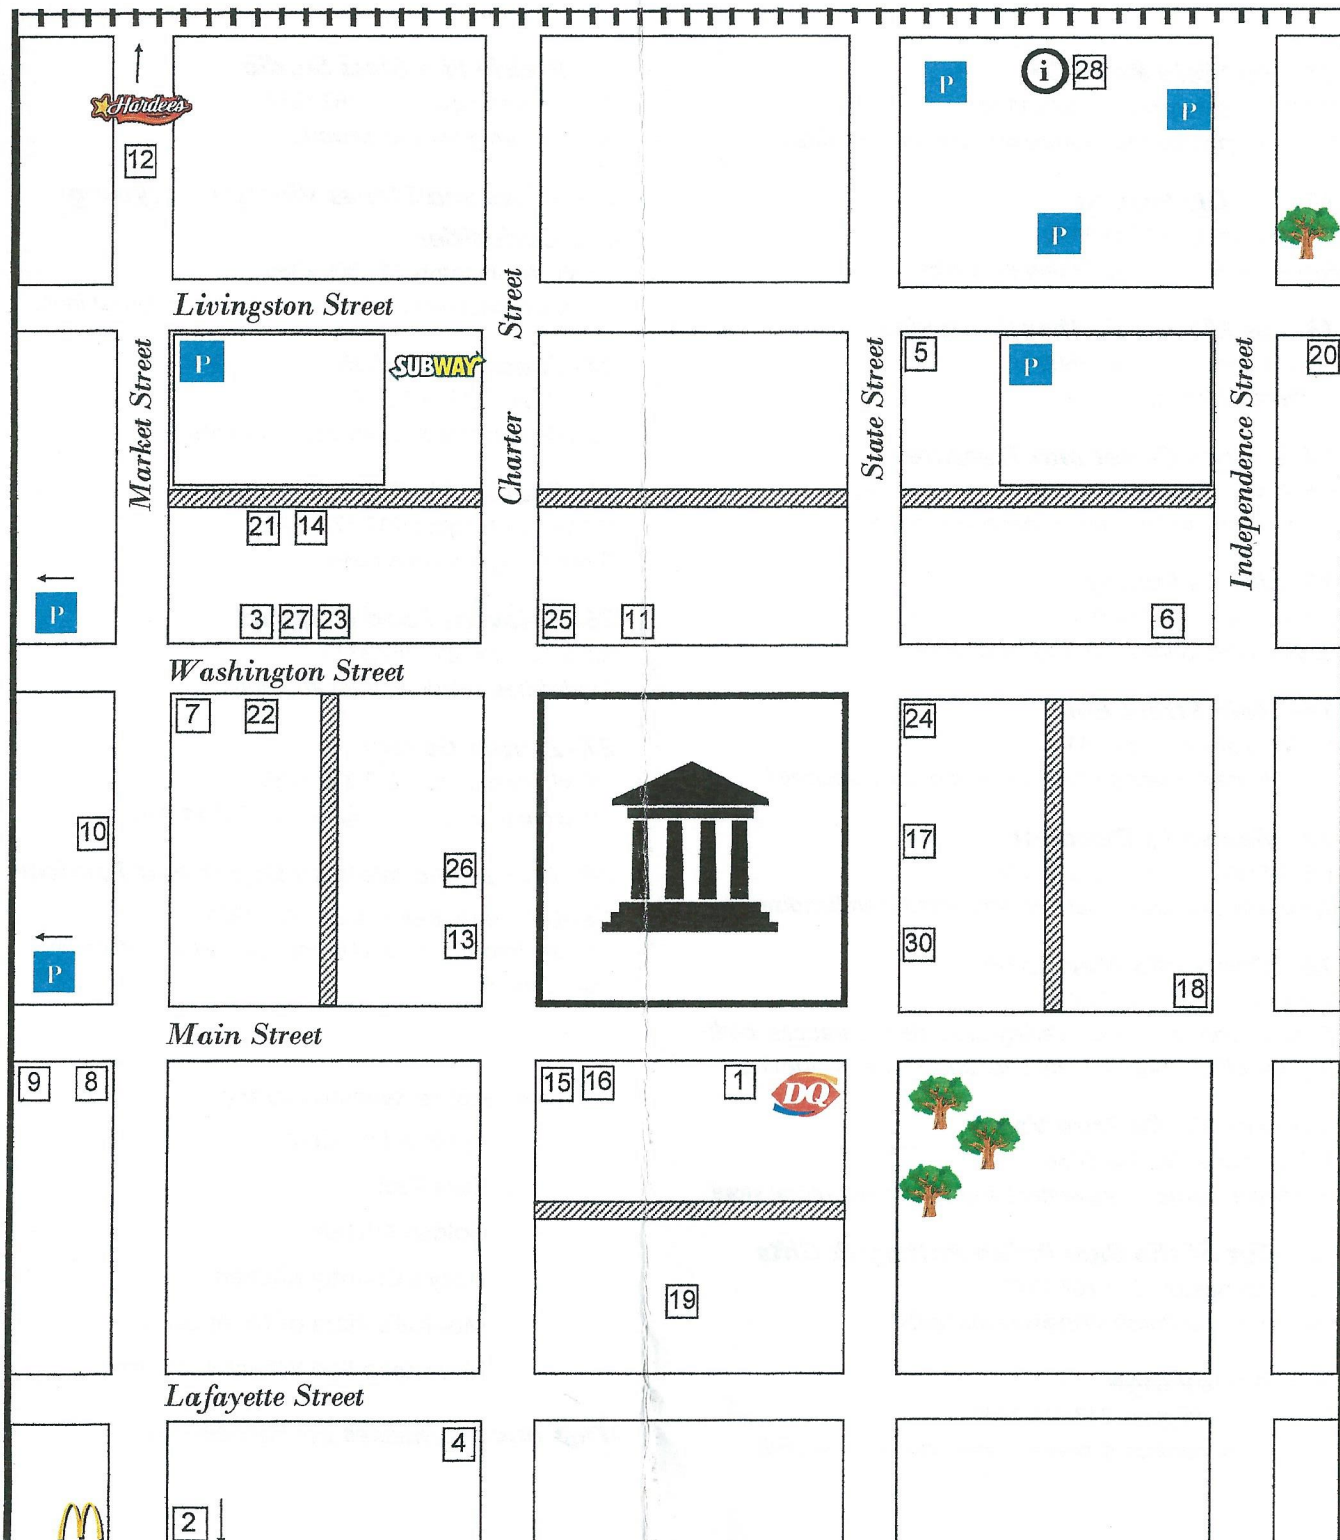 P
i 28
P
Hardee's
12
P
Livingston Street
Market Street
Charter Street
State Street
Independence Street
P
SUBWAY
5
P
20
21 14
P
3 27 23
25 11
6
Washington Street
7 22
24
10
17
26
13
30
P
18
Main Street
9 8
15 16 1 DQ
19
Lafayette Street
4
2
M